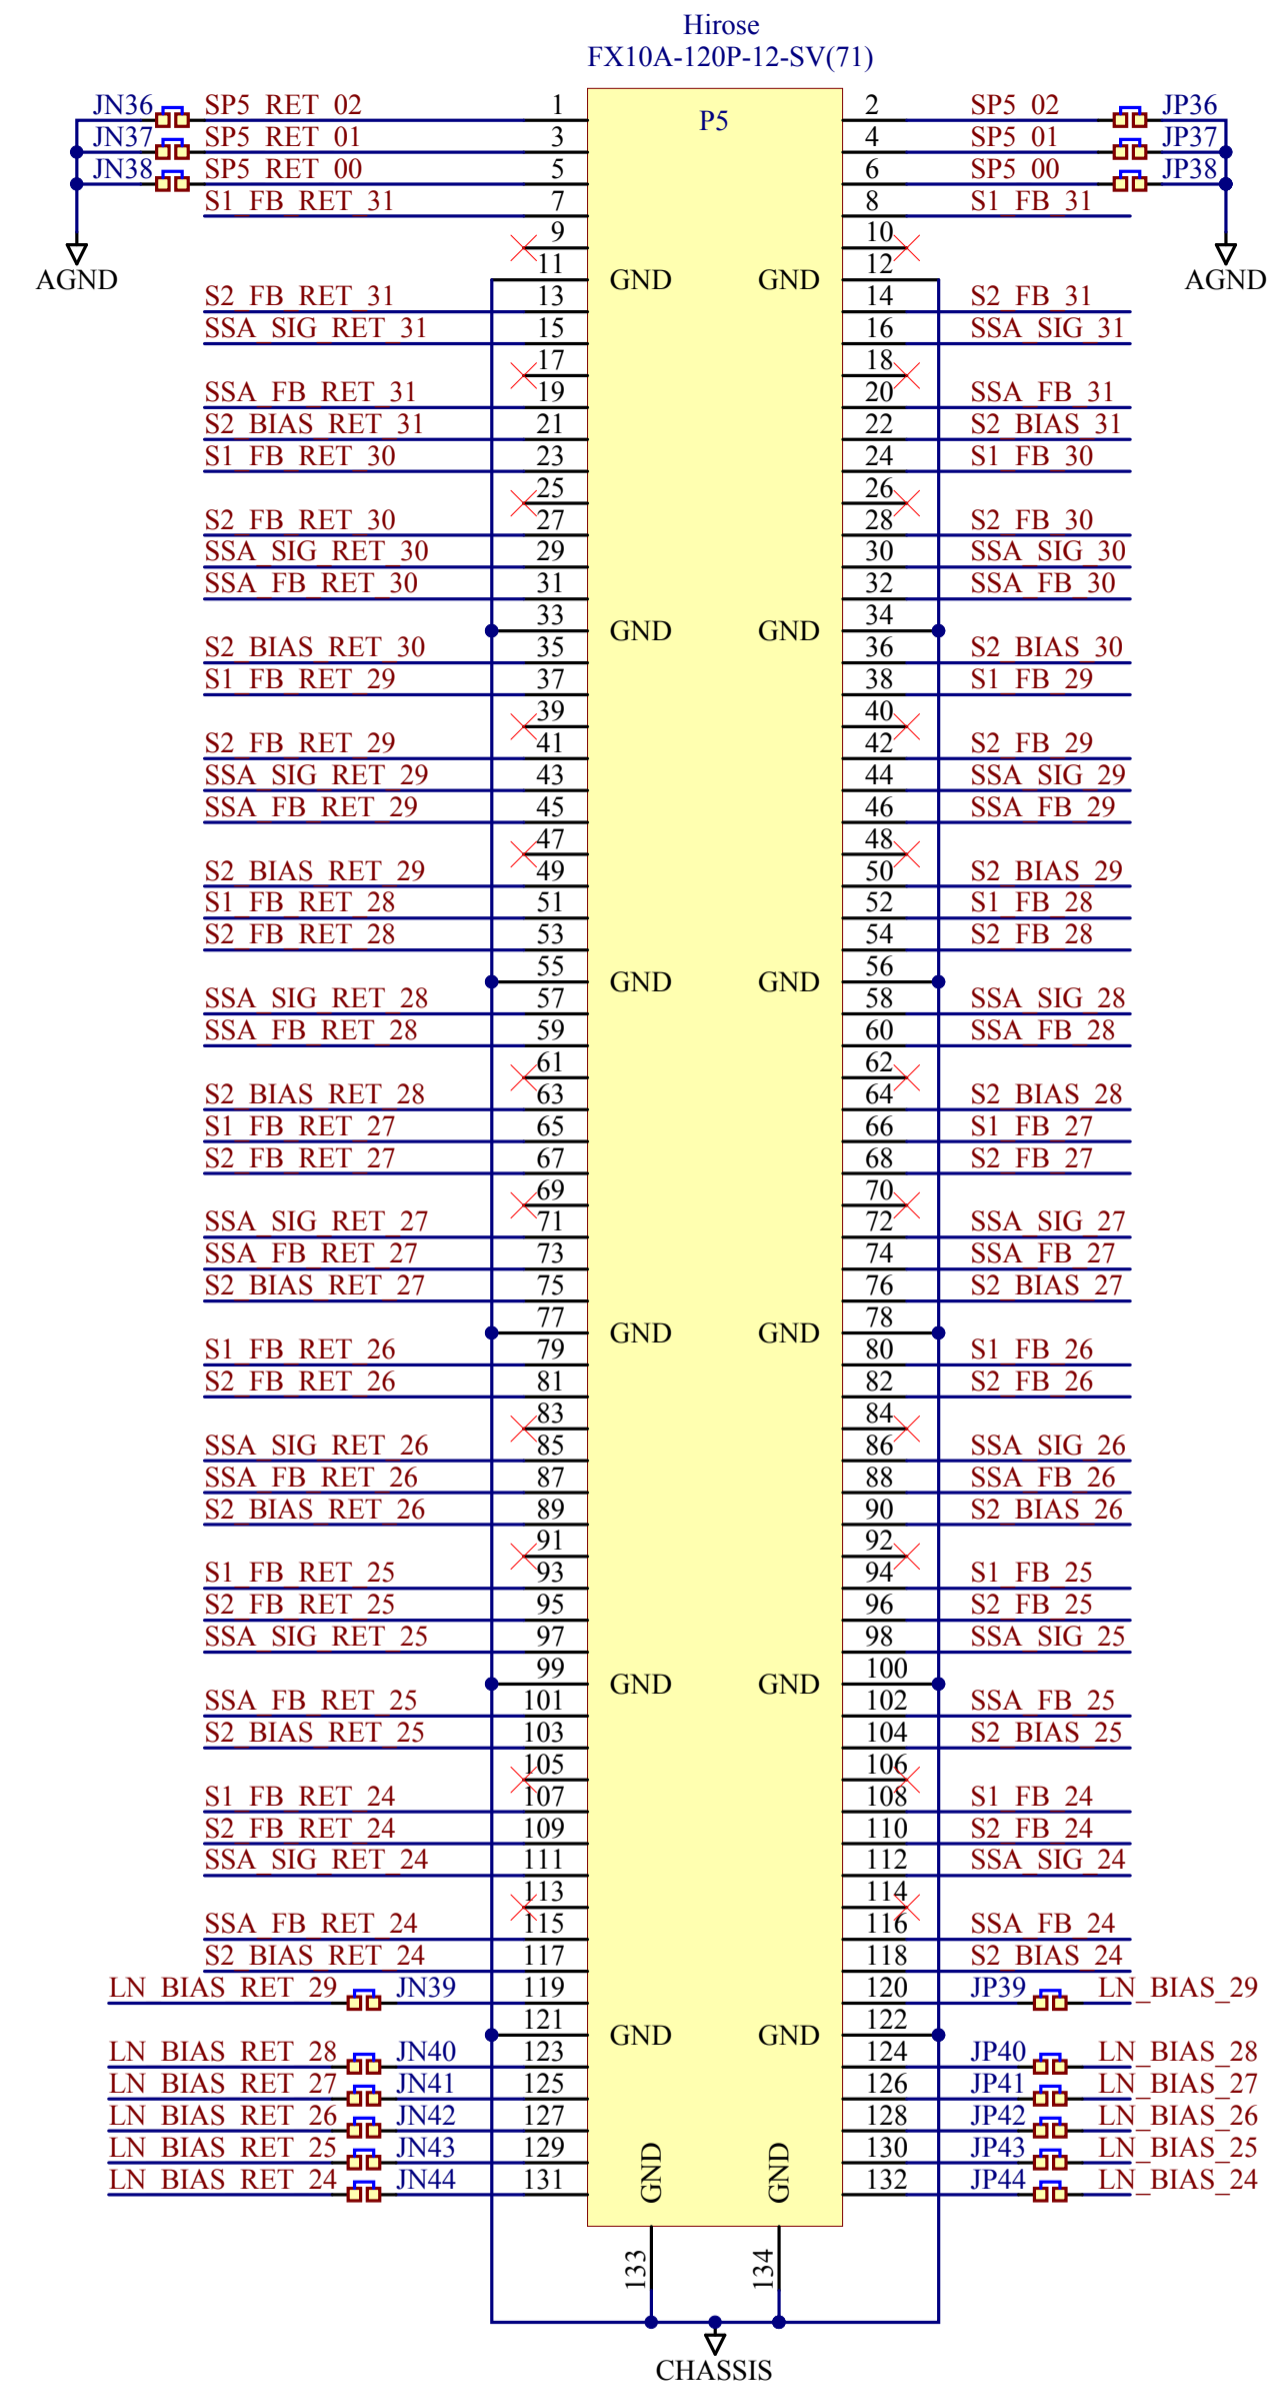 Hirose
FX10A-120P-12-SV(71)
P5
JN36 SP5_RET_02 1 2 SP5_02 JP36
JN37 SP5_RET_01 3 4 SP5_01 JP37
JN38 SP5_RET_00 5 6 SP5_00 JP38
S1_FB_RET_31 7 8 S1_FB_31
9 10
AGND 11 GND GND 12 AGND
S2_FB_RET_31 13 14 S2_FB_31
SSA_SIG_RET_31 15 16 SSA_SIG_31
17 18
SSA_FB_RET_31 19 20 SSA_FB_31
S2_BIAS_RET_31 21 22 S2_BIAS_31
S1_FB_RET_30 23 24 S1_FB_30
25 26
S2_FB_RET_30 27 28 S2_FB_30
SSA_SIG_RET_30 29 30 SSA_SIG_30
SSA_FB_RET_30 31 32 SSA_FB_30
33 GND GND 34
S2_BIAS_RET_30 35 36 S2_BIAS_30
S1_FB_RET_29 37 38 S1_FB_29
39 40
S2_FB_RET_29 41 42 S2_FB_29
SSA_SIG_RET_29 43 44 SSA_SIG_29
SSA_FB_RET_29 45 46 SSA_FB_29
47 48
S2_BIAS_RET_29 49 50 S2_BIAS_29
S1_FB_RET_28 51 52 S1_FB_28
S2_FB_RET_28 53 54 S2_FB_28
55 GND GND 56
SSA_SIG_RET_28 57 58 SSA_SIG_28
SSA_FB_RET_28 59 60 SSA_FB_28
61 62
S2_BIAS_RET_28 63 64 S2_BIAS_28
S1_FB_RET_27 65 66 S1_FB_27
S2_FB_RET_27 67 68 S2_FB_27
69 70
SSA_SIG_RET_27 71 72 SSA_SIG_27
SSA_FB_RET_27 73 74 SSA_FB_27
S2_BIAS_RET_27 75 76 S2_BIAS_27
77 GND GND 78
S1_FB_RET_26 79 80 S1_FB_26
S2_FB_RET_26 81 82 S2_FB_26
83 84
SSA_SIG_RET_26 85 86 SSA_SIG_26
SSA_FB_RET_26 87 88 SSA_FB_26
S2_BIAS_RET_26 89 90 S2_BIAS_26
91 92
S1_FB_RET_25 93 94 S1_FB_25
S2_FB_RET_25 95 96 S2_FB_25
SSA_SIG_RET_25 97 98 SSA_SIG_25
99 GND GND 100
SSA_FB_RET_25 101 102 SSA_FB_25
S2_BIAS_RET_25 103 104 S2_BIAS_25
105 106
S1_FB_RET_24 107 108 S1_FB_24
S2_FB_RET_24 109 110 S2_FB_24
SSA_SIG_RET_24 111 112 SSA_SIG_24
113 114
SSA_FB_RET_24 115 116 SSA_FB_24
S2_BIAS_RET_24 117 118 S2_BIAS_24
LN_BIAS_RET_29 JN39 119 120 JP39 LN_BIAS_29
121 GND GND 122
LN_BIAS_RET_28 JN40 123 124 JP40 LN_BIAS_28
LN_BIAS_RET_27 JN41 125 126 JP41 LN_BIAS_27
LN_BIAS_RET_26 JN42 127 128 JP42 LN_BIAS_26
LN_BIAS_RET_25 JN43 129 130 JP43 LN_BIAS_25
LN_BIAS_RET_24 JN44 131 132 JP44 LN_BIAS_24
GND GND
133 134
CHASSIS